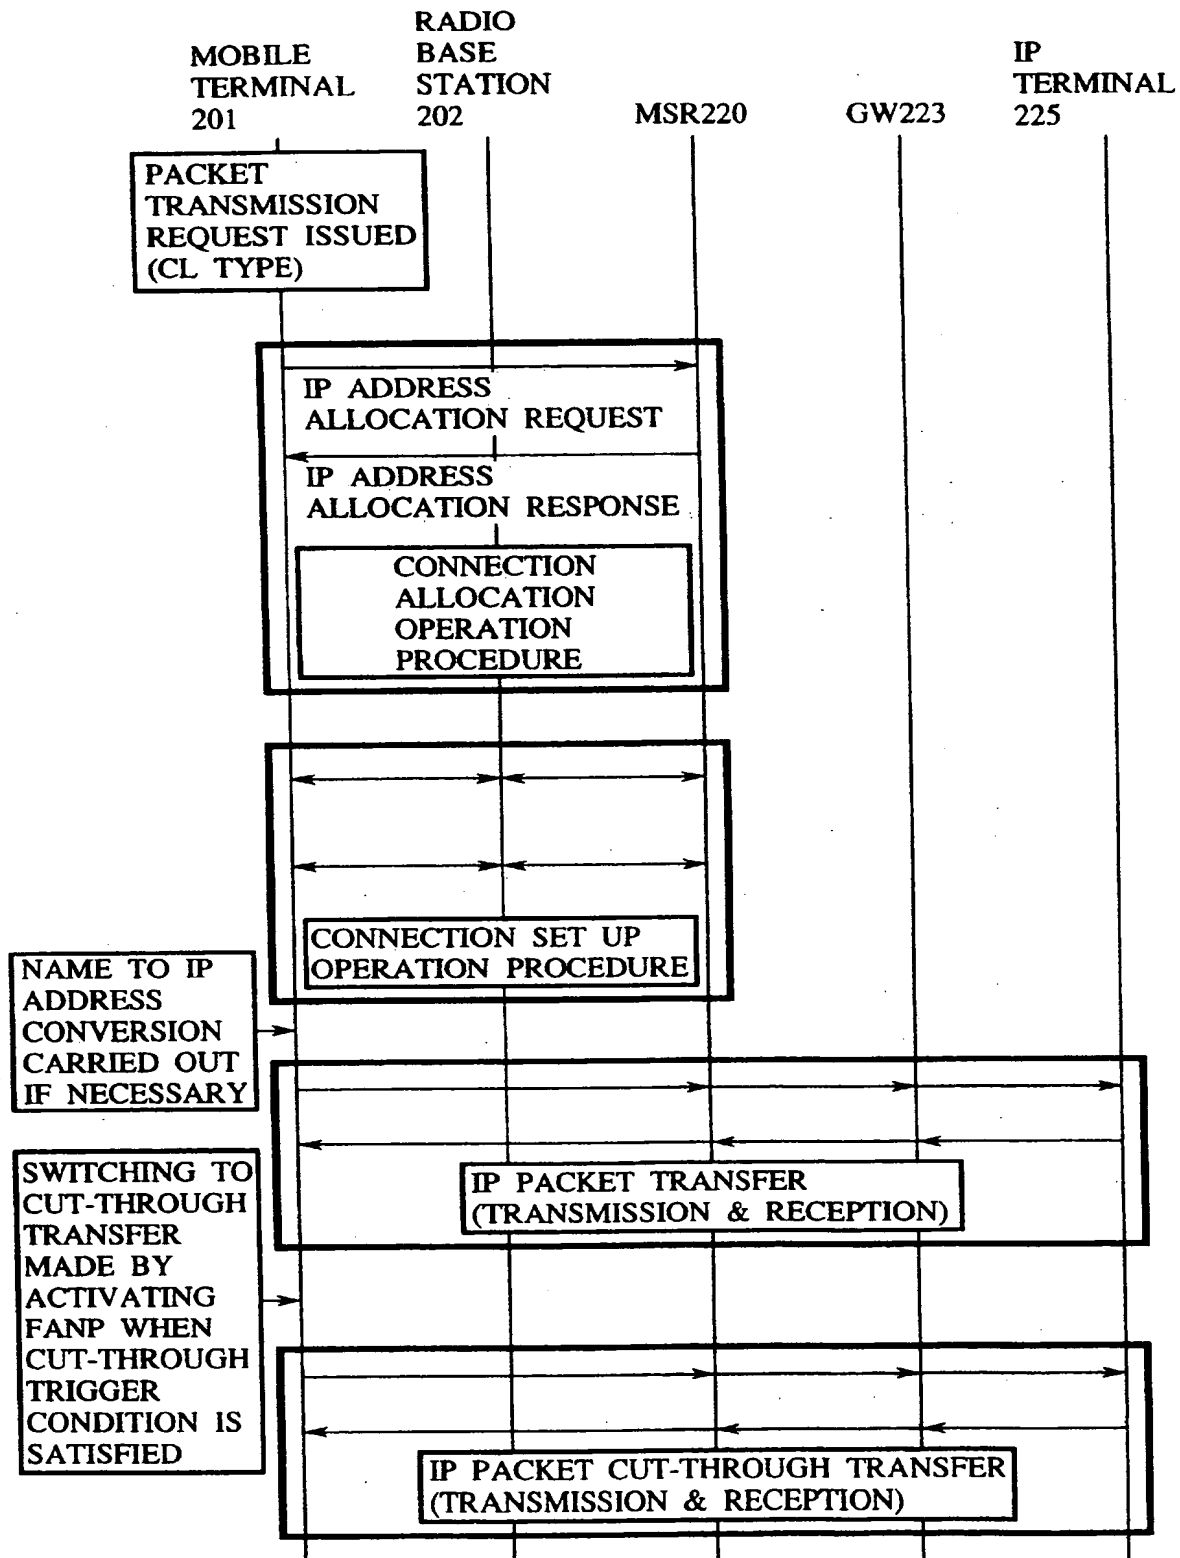 MOBILE
TERMINAL
201
RADIO
BASE
STATION
202
MSR220
GW223
IP
TERMINAL
225
PACKET
TRANSMISSION
REQUEST ISSUED
(CL TYPE)
IP ADDRESS
ALLOCATION REQUEST
IP ADDRESS
ALLOCATION RESPONSE
CONNECTION
ALLOCATION
OPERATION
PROCEDURE
CONNECTION SET UP
OPERATION PROCEDURE
NAME TO IP
ADDRESS
CONVERSION
CARRIED OUT
IF NECESSARY
IP PACKET TRANSFER
(TRANSMISSION & RECEPTION)
SWITCHING TO
CUT-THROUGH
TRANSFER
MADE BY
ACTIVATING
FANP WHEN
CUT-THROUGH
TRIGGER
CONDITION IS
SATISFIED
IP PACKET CUT-THROUGH TRANSFER
(TRANSMISSION & RECEPTION)